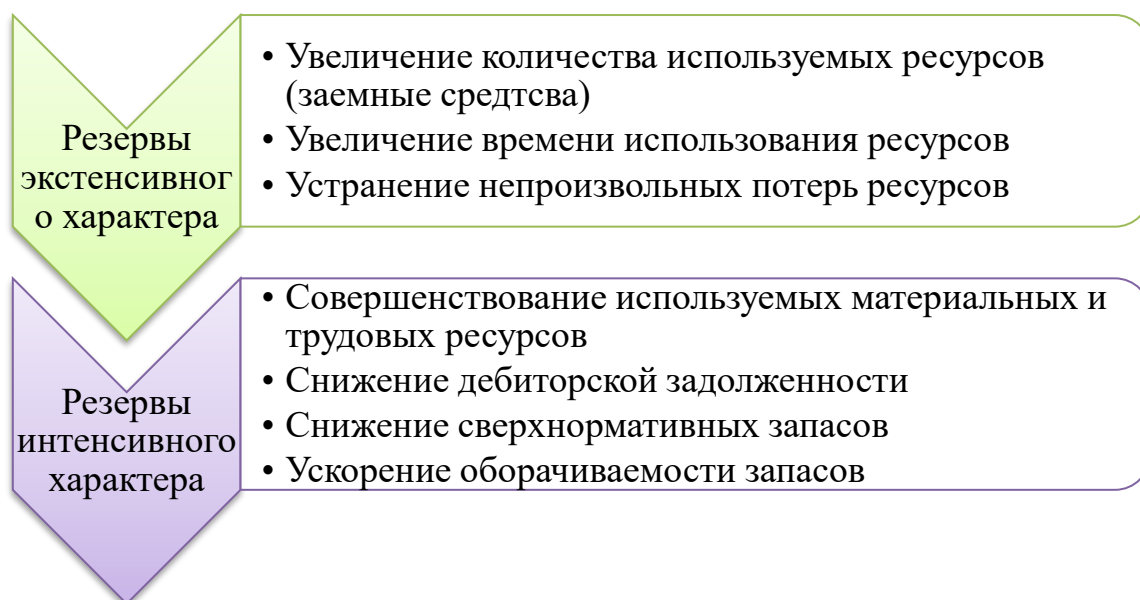 Резервы
экстенсивног
о характера
• Увеличение количества используемых ресурсов
(заемные средтсва)
• Увеличение времени использования ресурсов
• Устранение непроизвольных потерь ресурсов
Резервы
интенсивного
характера
• Совершенствование используемых материальных и
трудовых ресурсов
• Снижение дебиторской задолженности
• Снижение сверхнормативных запасов
• Ускорение оборачиваемости запасов